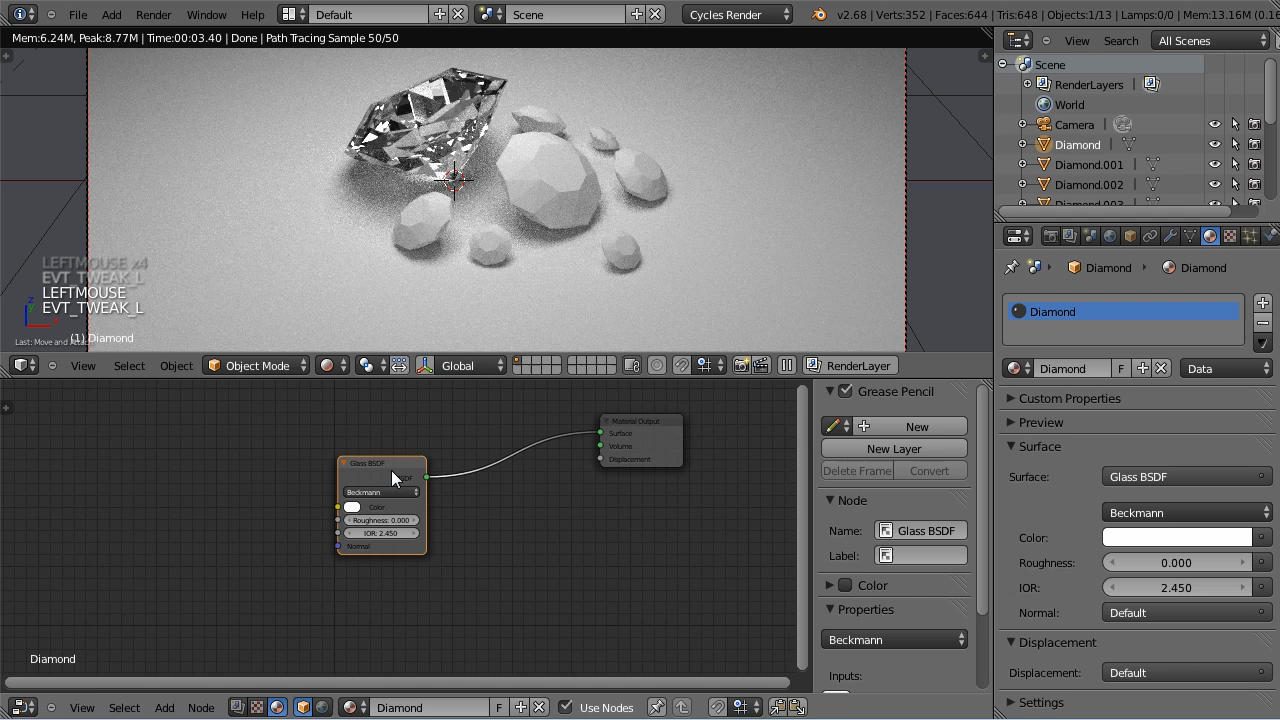 File Add Render Window Help Default Scene Cycles Render v2.68 | Verts:352 | Faces:644 | Tris:648 | Objects:1/13 | Lamps:0/0 | Mem:13.16M (0.16
Mem:6.24M, Peak:8.77M | Time:00:03.40 | Done | Path Tracing Sample 50/50
View Search All Scenes
Scene
RenderLayers
World
Camera
Diamond
Diamond.001
Diamond.002
Diamond.003
LEFTMOUSE x4
EVT_TWEAK_L
LEFTMOUSE
EVT_TWEAK_L
(1) Diamond
Last: Move and
View Select Object Object Mode Global RenderLayer
Diamond Diamond
Diamond
Diamond F Data
Custom Properties
Preview
Surface
Surface: Glass BSDF
Beckmann
Color:
Roughness: 0.000
IOR: 2.450
Normal: Default
Displacement
Displacement: Default
Settings
Material Output
Surface
Volume
Displacement
Glass BSDF
Beckmann
Color
Roughness: 0.000
IOR: 2.450
Normal
Diamond
Grease Pencil
New
New Layer
Delete Frame Convert
Node
Name: Glass BSDF
Label:
Color
Properties
Beckmann
Inputs:
View Select Add Node Diamond F Use Nodes